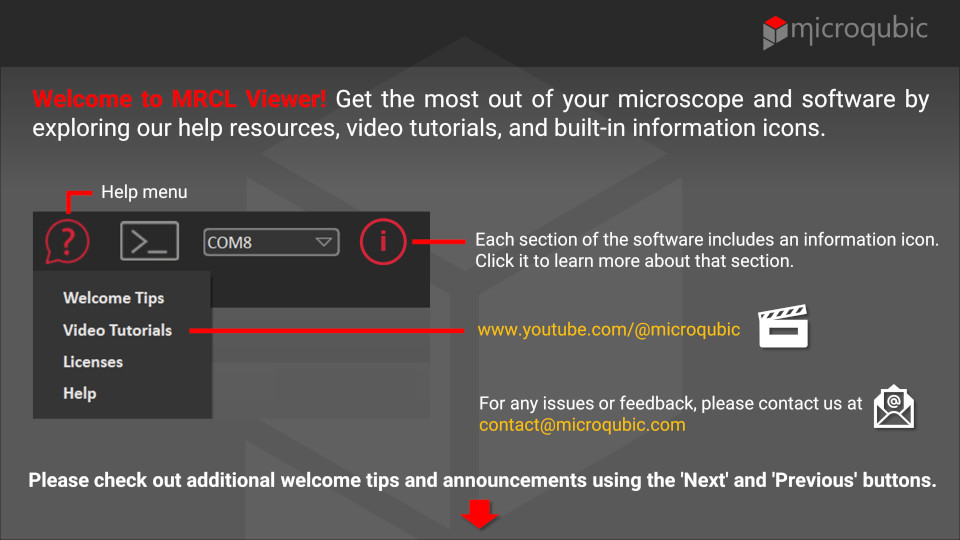 microqubic
Welcome to MRCL Viewer! Get the most out of your microscope and software by
exploring our help resources, video tutorials, and built-in information icons.
Help menu
?
>_
COM8
i
Each section of the software includes an information icon.
Click it to learn more about that section.
Welcome Tips
Video Tutorials
Licenses
Help
www.youtube.com/@microqubic
For any issues or feedback, please contact us at
contact@microqubic.com
@
Please check out additional welcome tips and announcements using the 'Next' and 'Previous' buttons.